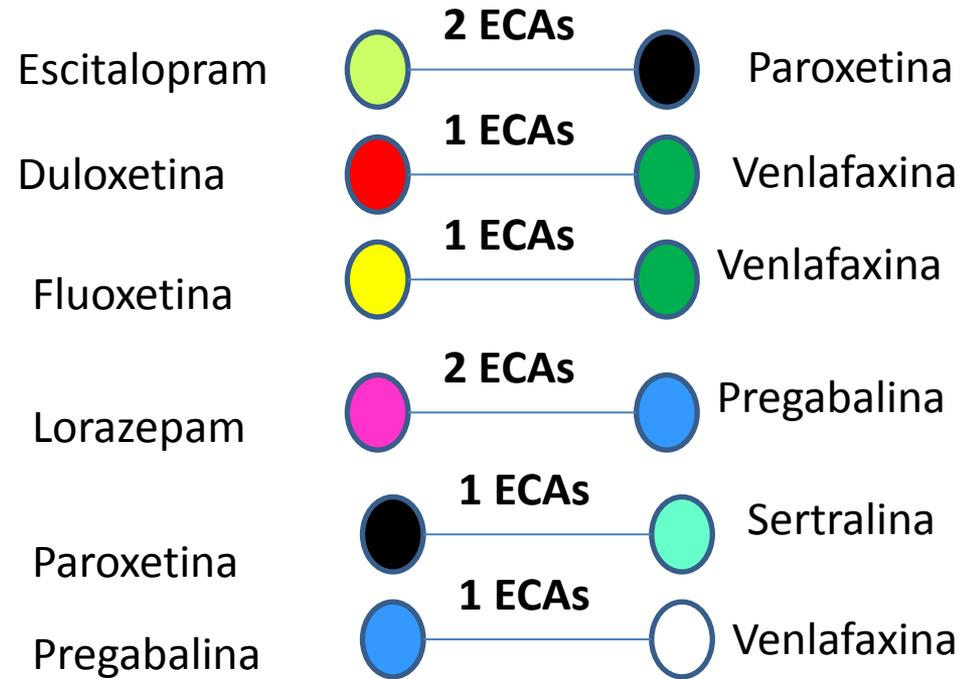 2 ECAs
Escitalopram
Paroxetina
1 ECAs
Duloxetina
Venlafaxina
1 ECAs
Fluoxetina
Venlafaxina
2 ECAs
Lorazepam
Pregabalina
1 ECAs
Paroxetina
Sertralina
1 ECAs
Pregabalina
Venlafaxina